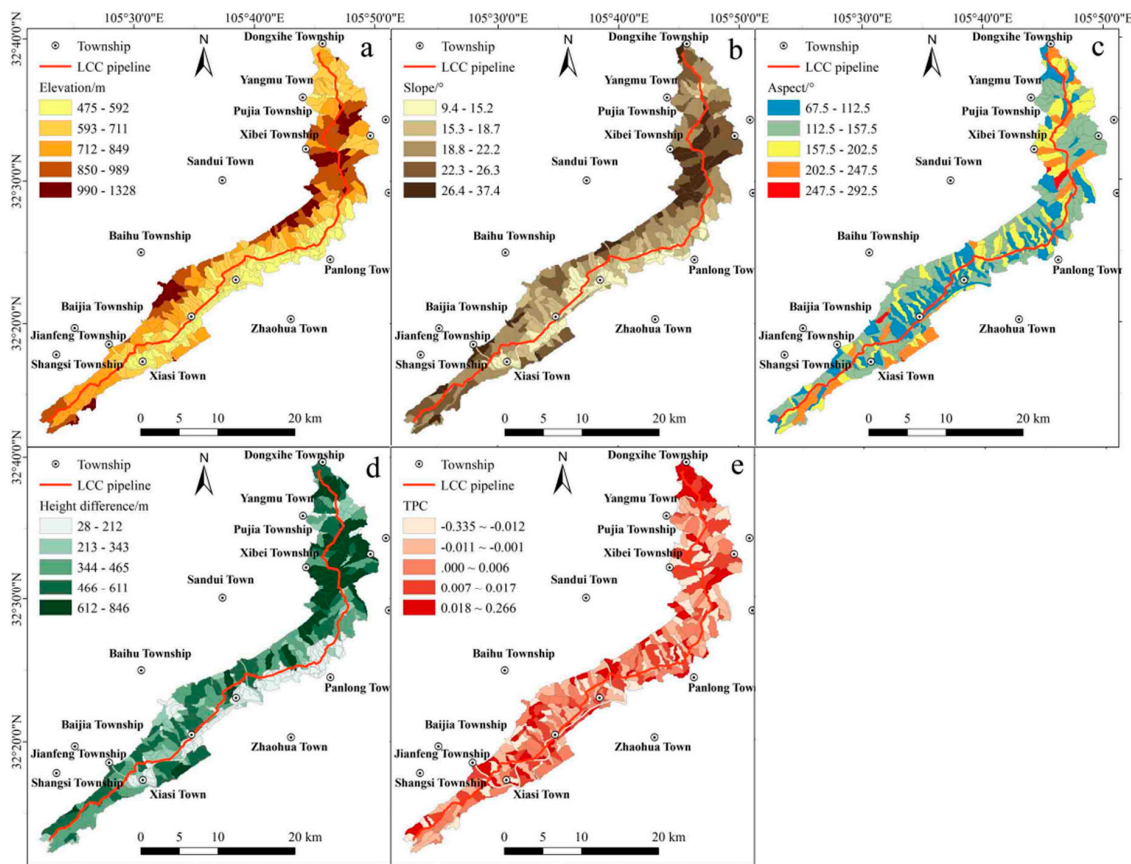 105°30'0"E 105°40'0"E 105°50'0"E 105°30'0"E 105°40'0"E 105°50'0"E 105°30'0"E 105°40'0"E 105°50'0"E
32°40'0"N
32°30'0"N
32°20'0"N
a
Township
LCC pipeline
Elevation/m
475 - 592
593 - 711
712 - 849
850 - 989
990 - 1328
N
Dongxihe Township
Yangmu Town
Pujia Township
Xibei Township
Sandui Town
Baihu Township
Panlong Tow
Baijia Township
Zhaohua Town
Jianfeng Township
Shangsi Township
Xiasi Town
0 5 10 20 km
b
Township
LCC pipeline
Slope/°
9.4 - 15.2
15.3 - 18.7
18.8 - 22.2
22.3 - 26.3
26.4 - 37.4
N
Dongxihe Township
Yangmu Town
Pujia Township
Xibei Township
Sandui Town
Baihu Township
Panlong Tow
Baijia Township
Zhaohua Town
Jianfeng Township
Shangsi Township
Xiasi Town
0 5 10 20 km
c
Township
LCC pipeline
Aspect/°
67.5 - 112.5
112.5 - 157.5
157.5 - 202.5
202.5 - 247.5
247.5 - 292.5
N
Dongxihe Township
Yangmu Town
Pujia Township
Xibei Township
Sandui Town
Baihu Township
Panlong Tow
Baijia Township
Zhaohua Town
Jianfeng Township
Shangsi Township
Xiasi Town
0 5 10 20 km
32°40'0"N
32°30'0"N
32°20'0"N
d
Township
LCC pipeline
Height difference/m
28 - 212
213 - 343
344 - 465
466 - 611
612 - 846
N
Dongxihe Township
Yangmu Town
Pujia Township
Xibei Township
Sandui Town
Baihu Township
Panlong Tow
Baijia Township
Zhaohua Town
Jianfeng Township
Shangsi Township
Xiasi Town
0 5 10 20 km
e
Township
LCC pipeline
TPC
-0.335 ~ -0.012
-0.011 ~ -0.001
.000 ~ 0.006
0.007 ~ 0.017
0.018 ~ 0.266
N
Dongxihe Township
Yangmu Town
Pujia Township
Xibei Township
Sandui Town
Baihu Township
Panlong Tow
Baijia Township
Zhaohua Town
Jianfeng Township
Shangsi Township
Xiasi Town
0 5 10 20 km